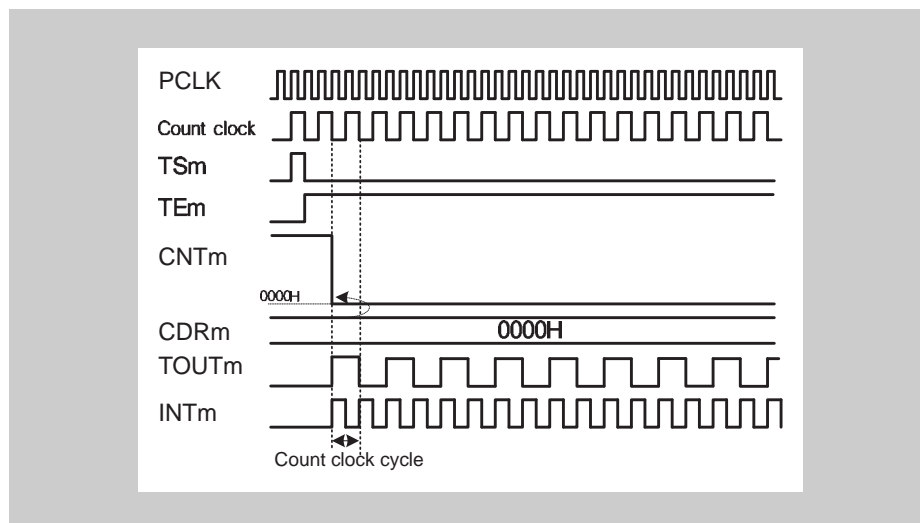 PCLK
Count clock
TSm
TEm
CNTm
0000H
CDRm
0000H
TOUTm
INTm
Count clock cycle